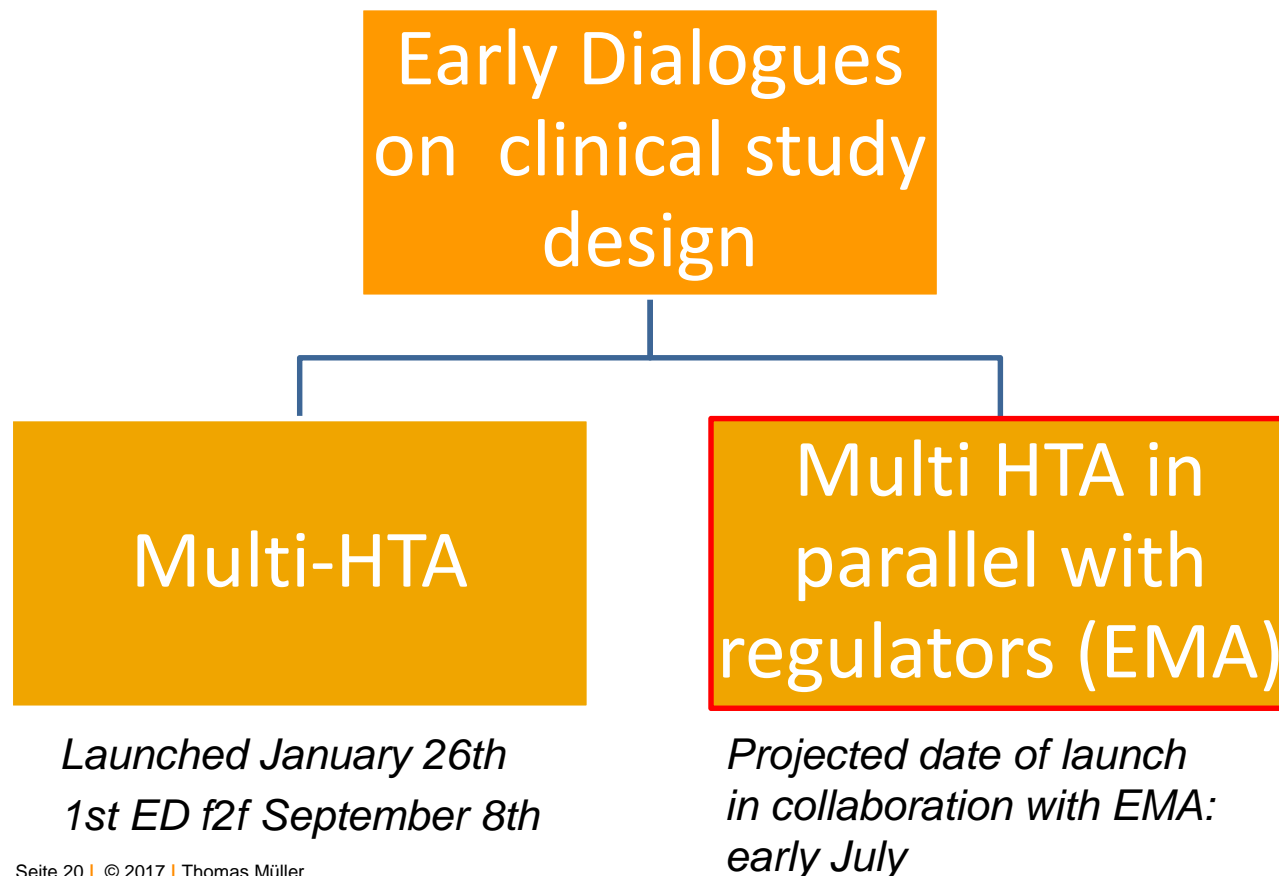 Early Dialogues
on clinical study
design
Multi-HTA
Multi HTA in
parallel with
regulators (EMA)
Launched January 26th
1st ED f2f September 8th
Projected date of launch
in collaboration with EMA:
early July
Seite 20 | © 2017 | Thomas Müller